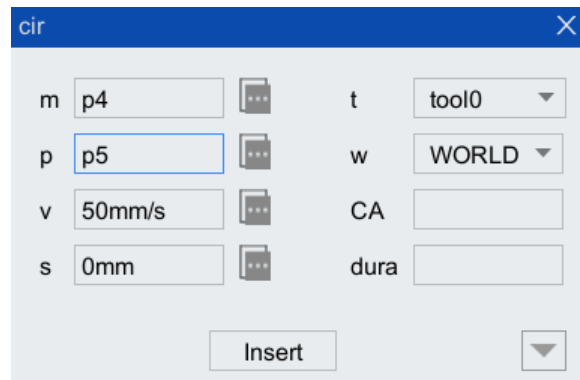 cir
m p4 t tool0
p p5 w WORLD
v 50mm/s CA
s 0mm dura
Insert